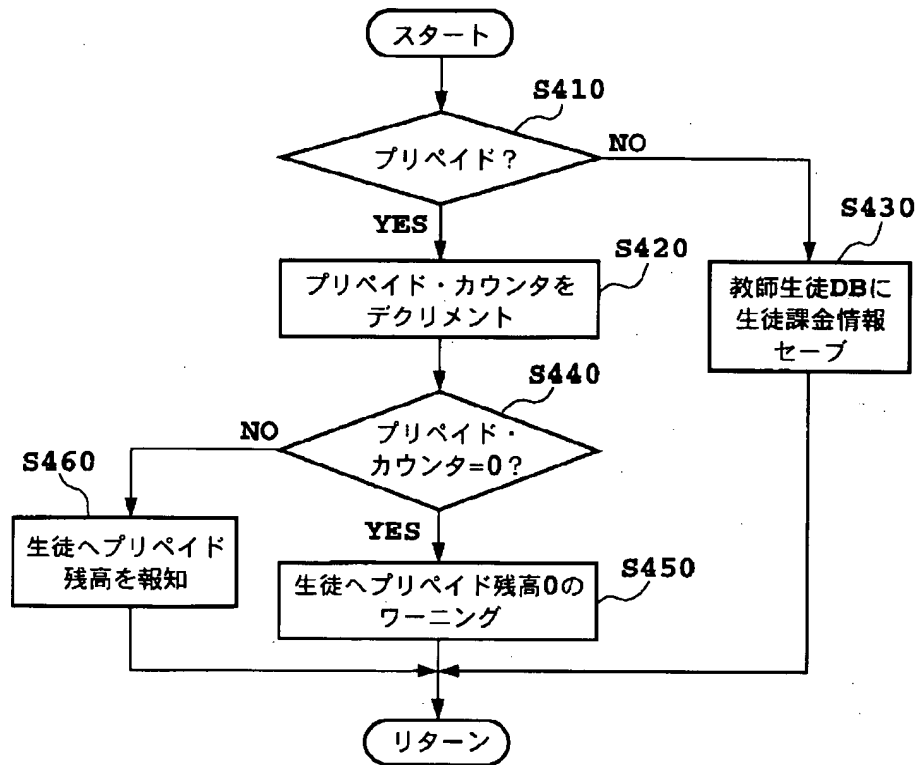 スタート
S410
プリペイド?
NO
YES
S420
プリペイド・カウンタを
デクリメント
S430
教師生徒DBに
生徒課金情報
セーブ
S440
プリペイド・
カウンタ=0?
NO
YES
S460
生徒へプリペイド
残高を報知
S450
生徒へプリペイド残高0の
ワーニング
リターン